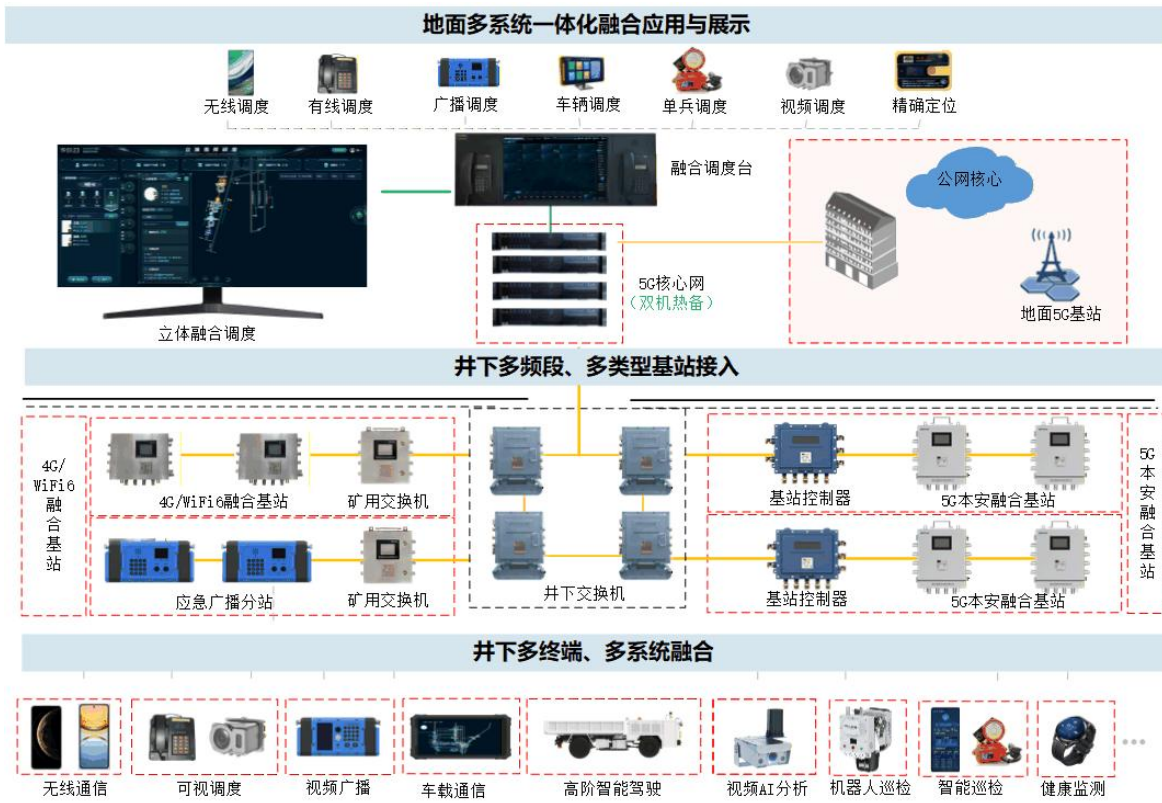 地面多系统一体化融合应用与展示
无线调度
有线调度
广播调度
车辆调度
单兵调度
视频调度
精确定位
融合调度台
公网核心
5G核心网
（双机热备）
地面5G基站
立体融合调度
井下多频段、多类型基站接入
4G/
WiFi6
融
合
基
站
4G/WiFi6融合基站
矿用交换机
基站控制器
5G本安融合基站
5G
本
安
融
合
基
站
应急广播分站
矿用交换机
井下交换机
基站控制器
5G本安融合基站
井下多终端、多系统融合
无线通信
可视调度
视频广播
车载通信
高阶智能驾驶
视频AI分析
机器人巡检
智能巡检
健康监测